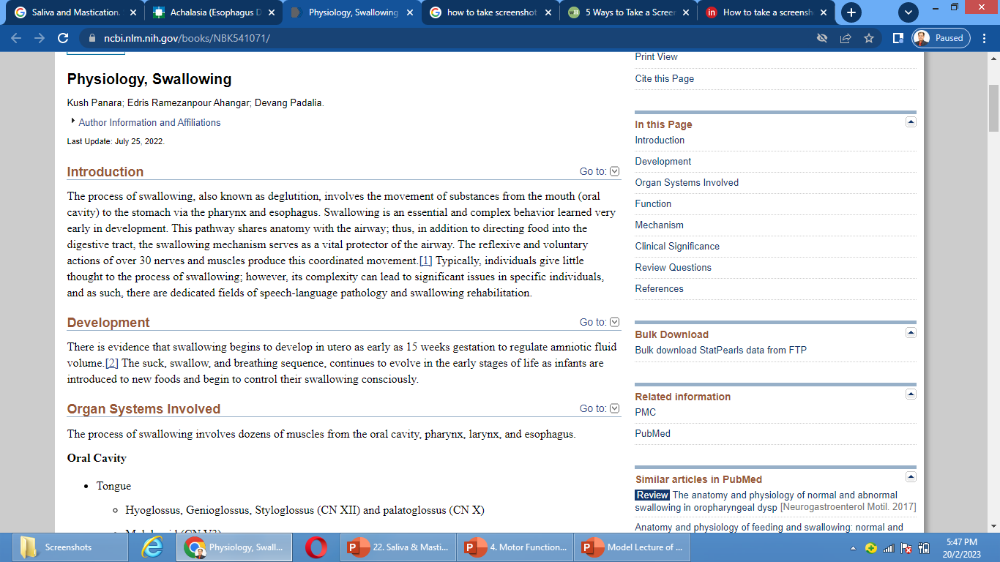 Saliva and Mastication.
Achalasia (Esophagus D
Physiology, Swallowing
how to take screenshot
5 Ways to Take a Screen
How to take a screensh
ncbi.nlm.nih.gov/books/NBK541071/
Paused
Physiology, Swallowing
Kush Panara; Edris Ramezanpour Ahangar; Devang Padalia.
Author Information and Affiliations
Last Update: July 25, 2022.
Introduction
Go to:
The process of swallowing, also known as deglutition, involves the movement of substances from the mouth (oral
cavity) to the stomach via the pharynx and esophagus. Swallowing is an essential and complex behavior learned very
early in development. This pathway shares anatomy with the airway; thus, in addition to directing food into the
digestive tract, the swallowing mechanism serves as a vital protector of the airway. The reflexive and voluntary
actions of over 30 nerves and muscles produce this coordinated movement.[1] Typically, individuals give little
thought to the process of swallowing; however, its complexity can lead to significant issues in specific individuals,
and as such, there are dedicated fields of speech-language pathology and swallowing rehabilitation.
Development
Go to:
There is evidence that swallowing begins to develop in utero as early as 15 weeks gestation to regulate amniotic fluid
volume.[2] The suck, swallow, and breathing sequence, continues to evolve in the early stages of life as infants are
introduced to new foods and begin to control their swallowing consciously.
Organ Systems Involved
Go to:
The process of swallowing involves dozens of muscles from the oral cavity, pharynx, larynx, and esophagus.
Oral Cavity
Tongue
Hyoglossus, Genioglossus, Styloglossus (CN XII) and palatoglossus (CN X)
Print View
Cite this Page
In this Page
Introduction
Development
Organ Systems Involved
Function
Mechanism
Clinical Significance
Review Questions
References
Bulk Download
Bulk download StatPearls data from FTP
Related information
PMC
PubMed
Similar articles in PubMed
Review The anatomy and physiology of normal and abnormal
swallowing in oropharyngeal dysp [Neurogastroenterol Motil. 2017]
Anatomy and physiology of feeding and swallowing: normal and
Screenshots
Physiology, Swall...
22. Saliva & Masti...
4. Motor Function...
Model Lecture of ...
5:47 PM
20/2/2023